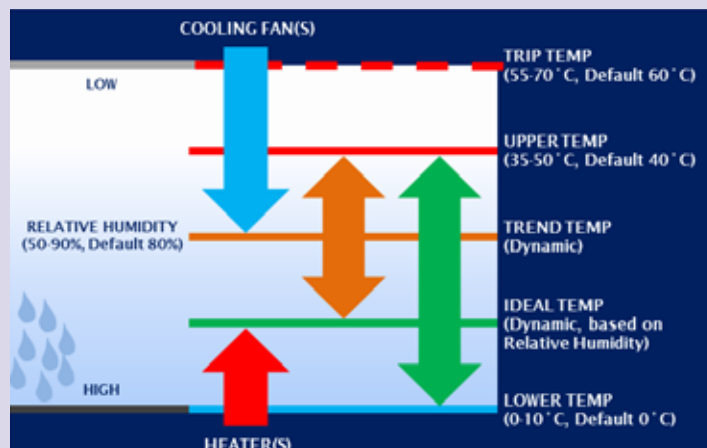 COOLING FAN(S)
TRIP TEMP
(55-70˚C, Default 60˚C)
LOW
UPPER TEMP
(35-50˚C, Default 40˚C)
RELATIVE HUMIDITY
(50-90%, Default 80%)
TREND TEMP
(Dynamic)
IDEAL TEMP
(Dynamic, based on
Relative Humidity)
HIGH
LOWER TEMP
(0-10˚C, Default 0˚C)
HEATER(S)